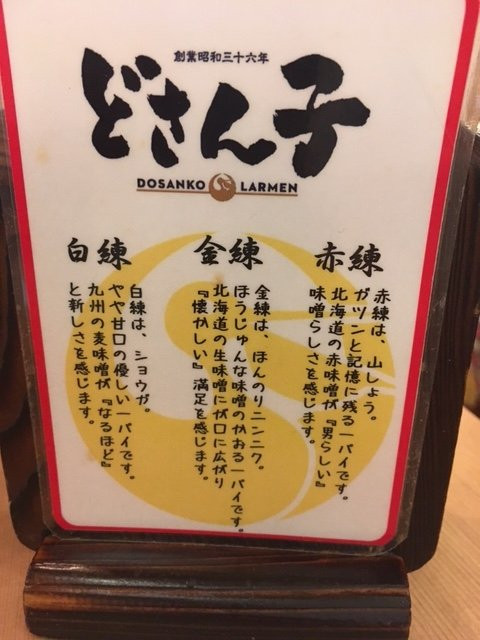 創業昭和三十六年
どさん子
DOSANKO LARMEN
赤練
赤練は、山しょう。
ガツンと記憶に残る一パイです。
北海道の赤味噌が『男らしい』
味噌らしさを感じます。
金練
金練は、ほんのりニンニク。
ほうじゅんな味噌のかおる一パイです。
北海道の生味噌にが口に広がり
『懐かしい』満足を感じます。
白練
白練は、ショウガ。
やや甘口の優しい一パイです。
九州の麦味噌が『なるほど』
と新しさを感じます。